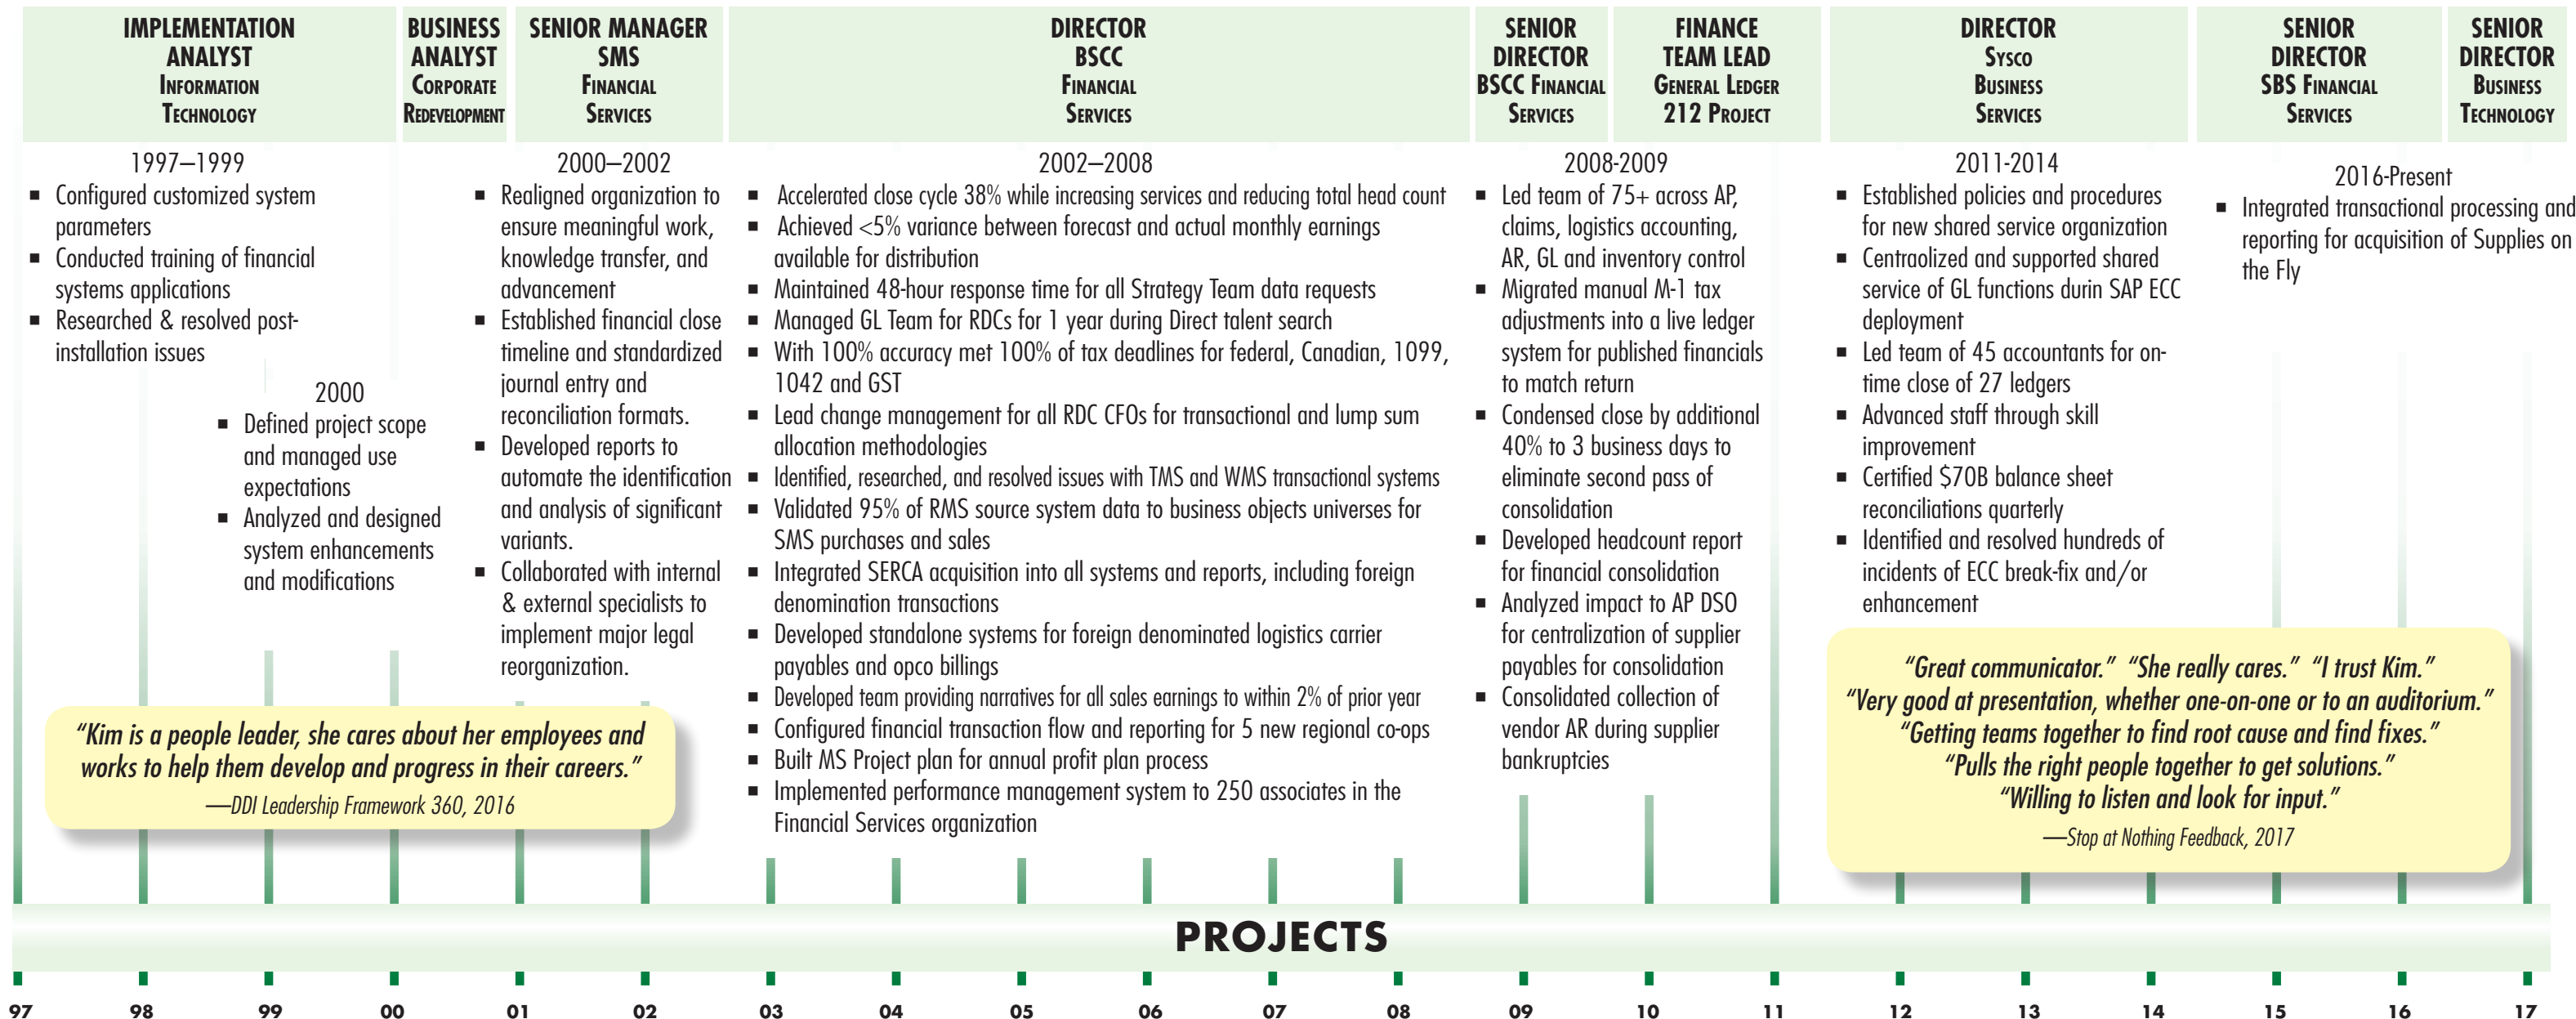 IMPLEMENTATION
ANALYST
INFORMATION
TECHNOLOGY
BUSINESS
ANALYST
CORPORATE
REDEVELOPMENT
SENIOR MANAGER
SMS
FINANCIAL
SERVICES
DIRECTOR
BSCC
FINANCIAL
SERVICES
SENIOR
DIRECTOR
BSCC FINANCIAL
SERVICES
FINANCE
TEAM LEAD
GENERAL LEDGER
212 PROJECT
DIRECTOR
SYSCO
BUSINESS
SERVICES
SENIOR
DIRECTOR
SBS FINANCIAL
SERVICES
SENIOR
DIRECTOR
BUSINESS
TECHNOLOGY
1997–1999
▪ Configured customized system
parameters
▪ Conducted training of financial
systems applications
▪ Researched & resolved post-
installation issues
2000
▪ Defined project scope
and managed use
expectations
▪ Analyzed and designed
system enhancements
and modifications
2000–2002
▪ Realigned organization to
ensure meaningful work,
knowledge transfer, and
advancement
▪ Established financial close
timeline and standardized
journal entry and
reconciliation formats.
▪ Developed reports to
automate the identification
and analysis of significant
variants.
▪ Collaborated with internal
& external specialists to
implement major legal
reorganization.
2002–2008
▪ Accelerated close cycle 38% while increasing services and reducing total head count
▪ Achieved <5% variance between forecast and actual monthly earnings
available for distribution
▪ Maintained 48-hour response time for all Strategy Team data requests
▪ Managed GL Team for RDCs for 1 year during Direct talent search
▪ With 100% accuracy met 100% of tax deadlines for federal, Canadian, 1099,
1042 and GST
▪ Lead change management for all RDC CFOs for transactional and lump sum
allocation methodologies
▪ Identified, researched, and resolved issues with TMS and WMS transactional systems
▪ Validated 95% of RMS source system data to business objects universes for
SMS purchases and sales
▪ Integrated SERCA acquisition into all systems and reports, including foreign
denomination transactions
▪ Developed standalone systems for foreign denominated logistics carrier
payables and opco billings
▪ Developed team providing narratives for all sales earnings to within 2% of prior year
▪ Configured financial transaction flow and reporting for 5 new regional co-ops
▪ Built MS Project plan for annual profit plan process
▪ Implemented performance management system to 250 associates in the
Financial Services organization
2008-2009
▪ Led team of 75+ across AP,
claims, logistics accounting,
AR, GL and inventory control
▪ Migrated manual M-1 tax
adjustments into a live ledger
system for published financials
to match return
▪ Condensed close by additional
40% to 3 business days to
eliminate second pass of
consolidation
▪ Developed headcount report
for financial consolidation
▪ Analyzed impact to AP DSO
for centralization of supplier
payables for consolidation
▪ Consolidated collection of
vendor AR during supplier
bankruptcies
2011-2014
▪ Established policies and procedures
for new shared service organization
▪ Centraolized and supported shared
service of GL functions durin SAP ECC
deployment
▪ Led team of 45 accountants for on-
time close of 27 ledgers
▪ Advanced staff through skill
improvement
▪ Certified $70B balance sheet
reconciliations quarterly
▪ Identified and resolved hundreds of
incidents of ECC break-fix and/or
enhancement
2016-Present
▪ Integrated transactional processing and
reporting for acquisition of Supplies on
the Fly
“Kim is a people leader, she cares about her employees and
works to help them develop and progress in their careers.”
—DDI Leadership Framework 360, 2016
“Great communicator.” “She really cares.” “I trust Kim.”
“Very good at presentation, whether one-on-one or to an auditorium.”
“Getting teams together to find root cause and find fixes.”
“Pulls the right people together to get solutions.”
“Willing to listen and look for input.”
—Stop at Nothing Feedback, 2017
PROJECTS
97 98 99 00 01 02 03 04 05 06 07 08 09 10 11 12 13 14 15 16 17